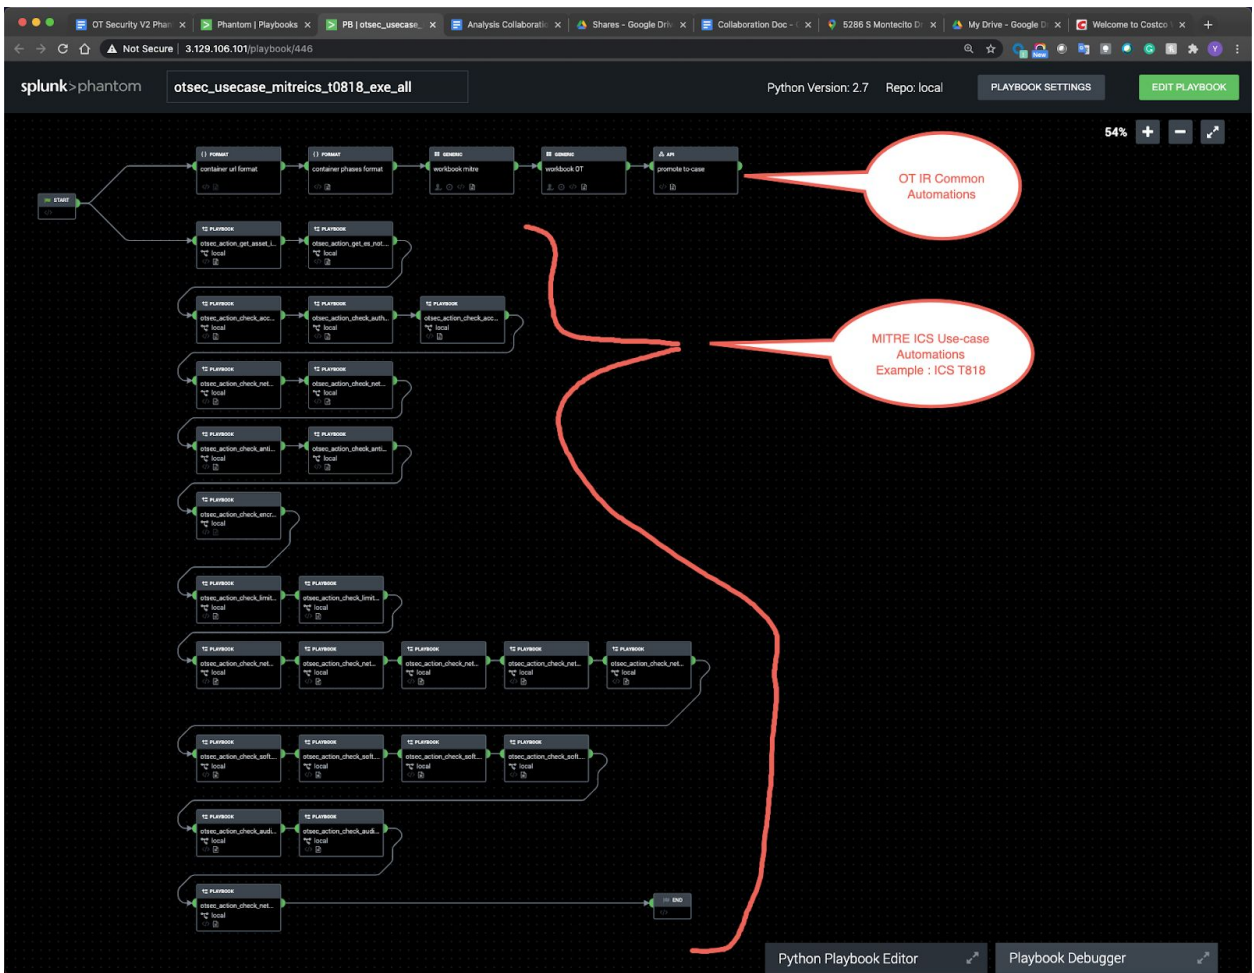 OT Security V2 Phan
Phantom | Playbooks
PB | otsec_usecase_
Analysis Collaboratio
Shares - Google Driv
Collaboration Doc -
5286 S Montecito Dr
My Drive - Google D
Welcome to Costco
Not Secure | 3.129.106.101/playbook/446
New
Y
splunk>phantom
otsec_usecase_mitreics_t0818_exe_all
Python Version: 2.7
Repo: local
PLAYBOOK SETTINGS
EDIT PLAYBOOK
54%
START
FORMAT
container url format
FORMAT
container phases format
GENERIC
workbook mitre
GENERIC
workbook OT
API
promote to case
OT IR Common
Automations
PLAYBOOK
otsec_action_get_asset_i...
local
PLAYBOOK
otsec_action_get_es_not...
local
PLAYBOOK
otsec_action_check_acc...
local
PLAYBOOK
otsec_action_check_auth...
local
PLAYBOOK
otsec_action_check_acc...
local
MITRE ICS Use-case
Automations
Example : ICS T818
PLAYBOOK
otsec_action_check_net...
local
PLAYBOOK
otsec_action_check_net...
local
PLAYBOOK
otsec_action_check_anti...
local
PLAYBOOK
otsec_action_check_anti...
local
PLAYBOOK
otsec_action_check_encr...
local
PLAYBOOK
otsec_action_check_limit...
local
PLAYBOOK
otsec_action_check_limit...
local
PLAYBOOK
otsec_action_check_net...
local
PLAYBOOK
otsec_action_check_net...
local
PLAYBOOK
otsec_action_check_net...
local
PLAYBOOK
otsec_action_check_net...
local
PLAYBOOK
otsec_action_check_net...
local
PLAYBOOK
otsec_action_check_soft...
local
PLAYBOOK
otsec_action_check_soft...
local
PLAYBOOK
otsec_action_check_soft...
local
PLAYBOOK
otsec_action_check_soft...
local
PLAYBOOK
otsec_action_check_audi...
local
PLAYBOOK
otsec_action_check_audi...
local
PLAYBOOK
otsec_action_check_net...
local
END
Python Playbook Editor
Playbook Debugger